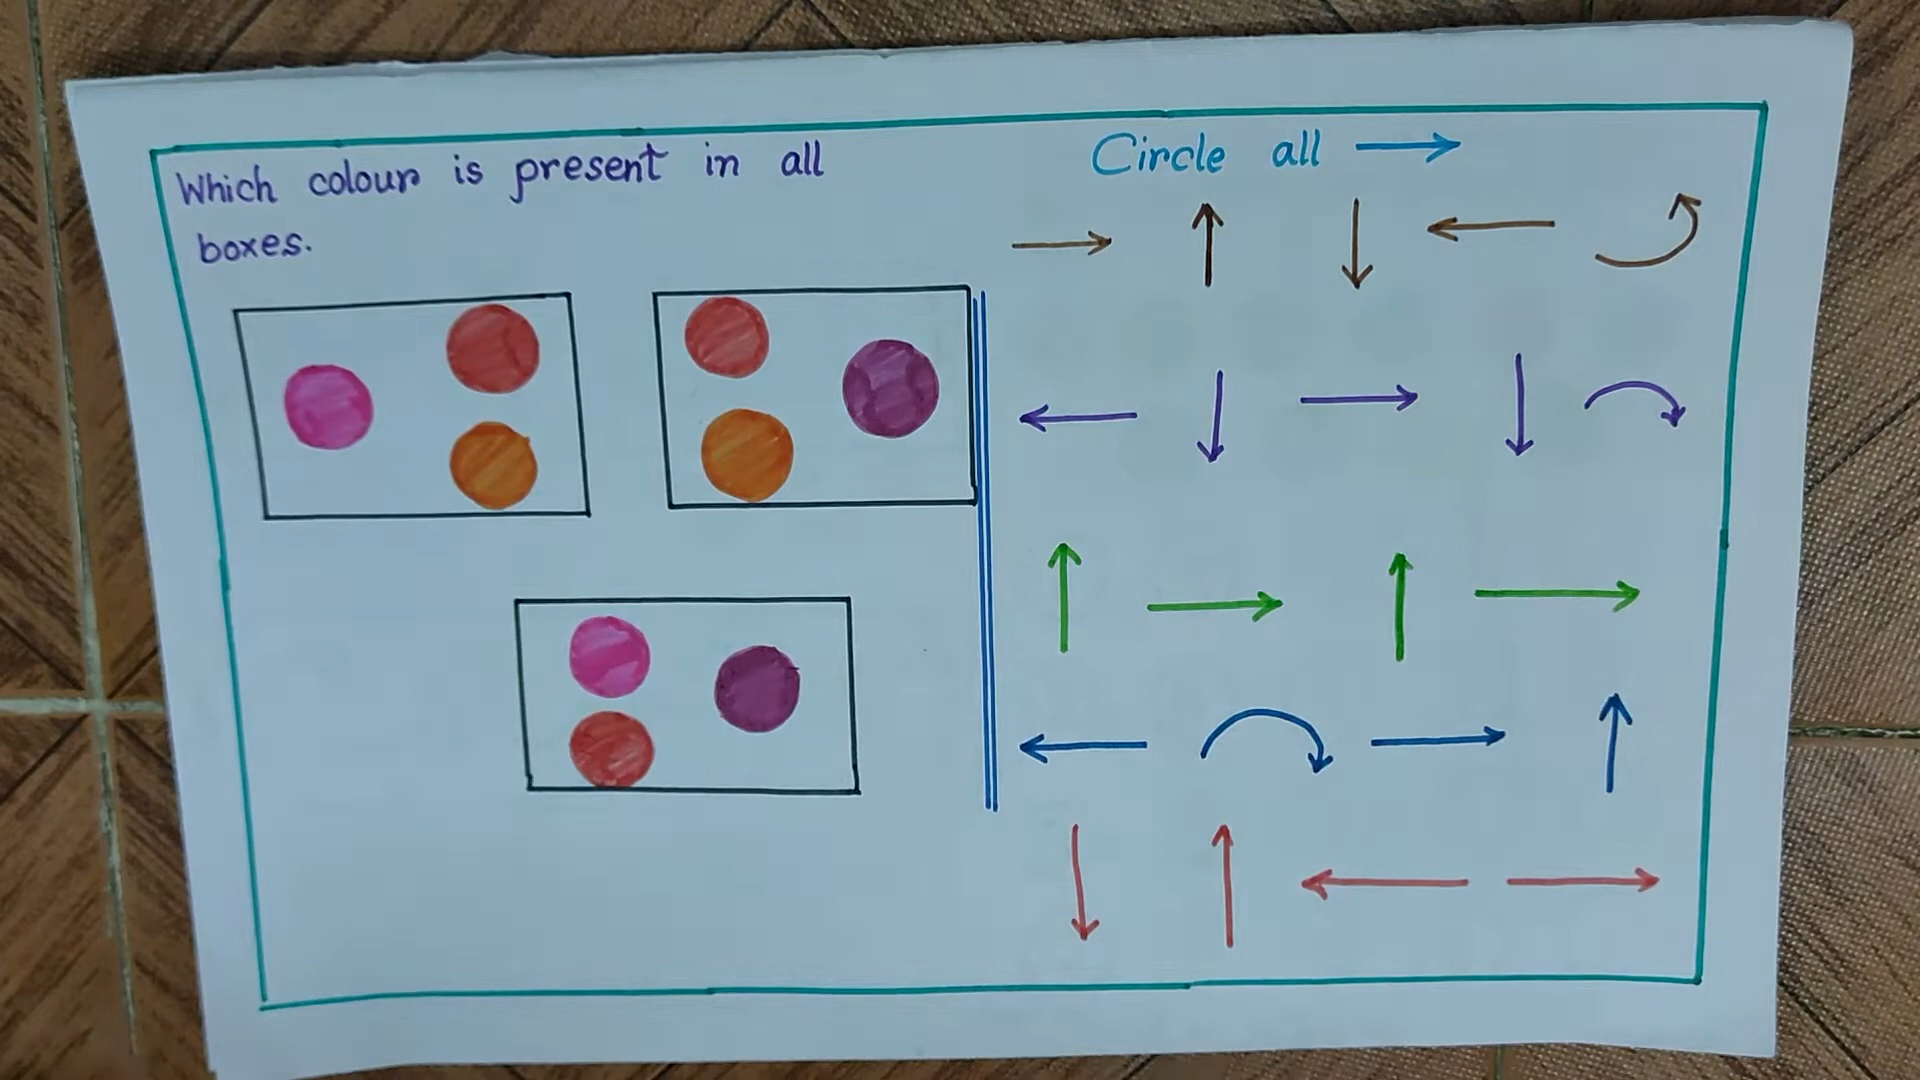 Which colour is present in all
boxes.
Circle all →